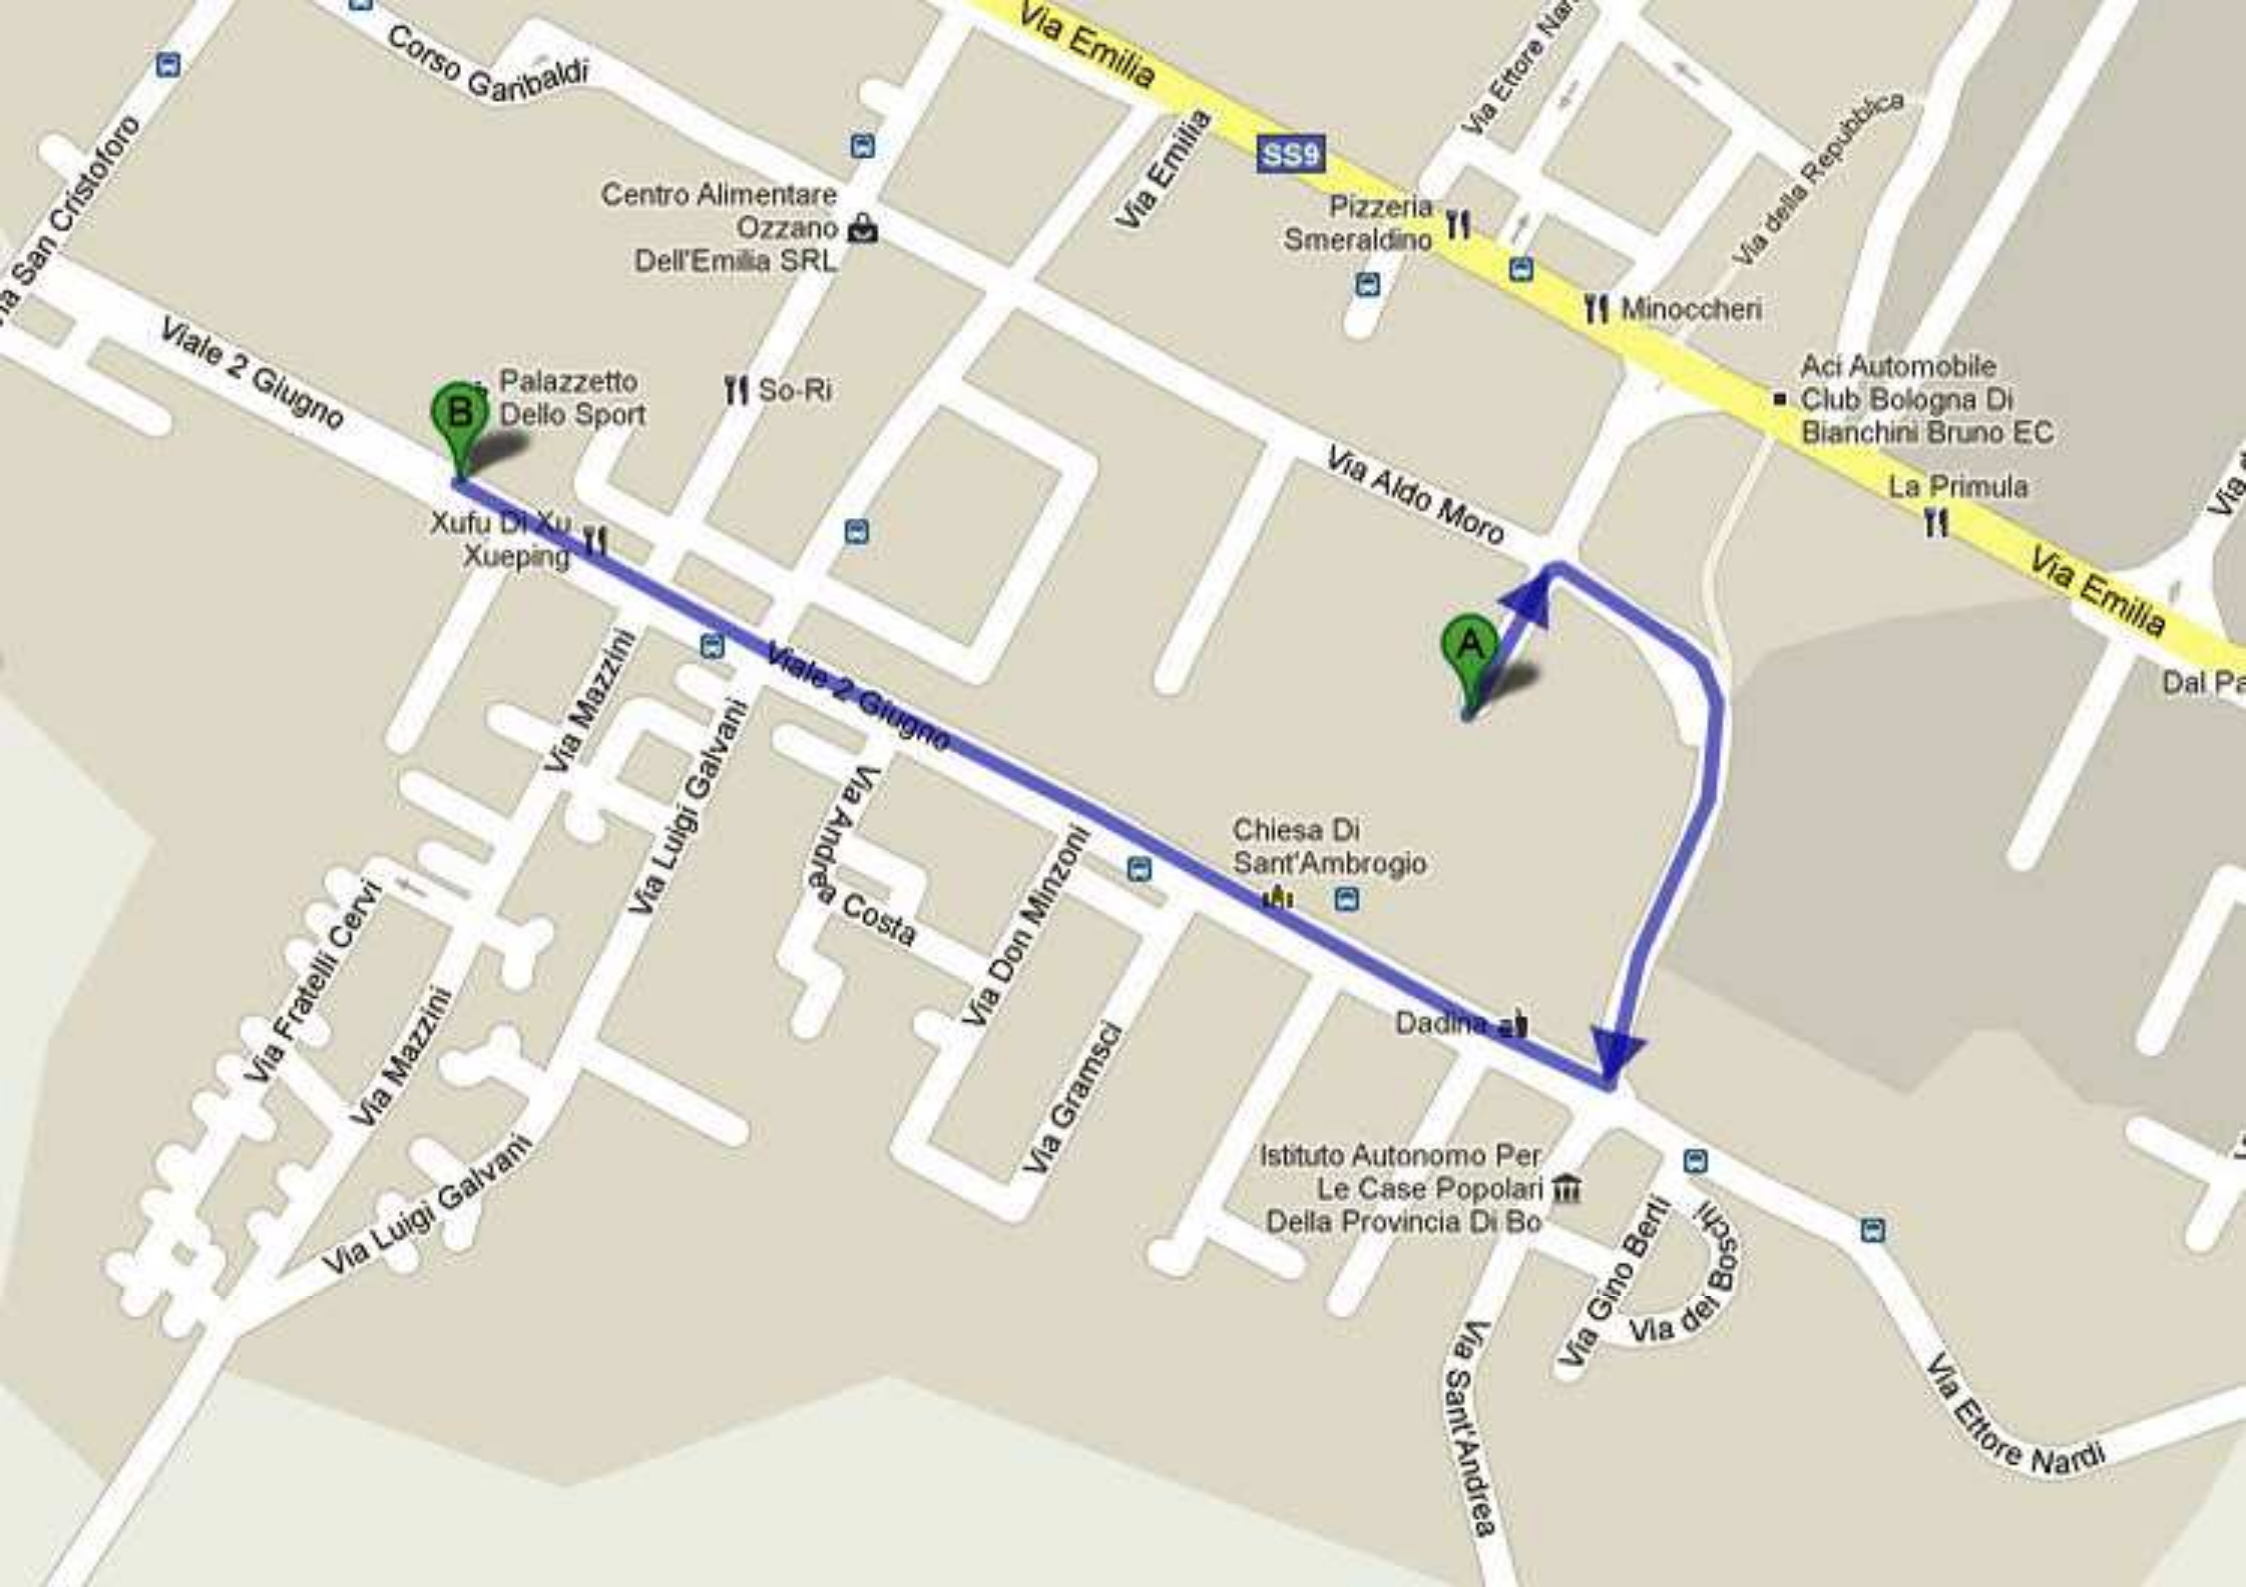 Corso Garibaldi
Via Emilia
Via San Cristoforo
Via Emilia
SS9
Via della Repubblica
Centro Alimentare
Ozzano
Dell'Emilia SRL
Pizzeria
Smeraldino
Minoccheri
Viale 2 Giugno
Palazzetto
Dello Sport
B
So-Ri
Aci Automobile
Club Bologna Di
Bianchini Bruno EC
Via Aldo Moro
La Primula
Xufu Di Xu
Xueping
Via Emilia
A
Dal
Viale 2 Giugno
Via Mazzini
Via Luigi Galvani
Via Andrea Costa
Via Don Minzoni
Chiesa Di
Sant'Ambrogio
Via Fratelli Cervi
Via Mazzini
Via Gramsci
Dadina
Via Luigi Galvani
Istituto Autonomo Per
Le Case Popolari
Della Provincia Di Bo
Via Gino Berti
Via dei Boschi
Via Sant'Andrea
Via Ettore Nardi
Via Ettore